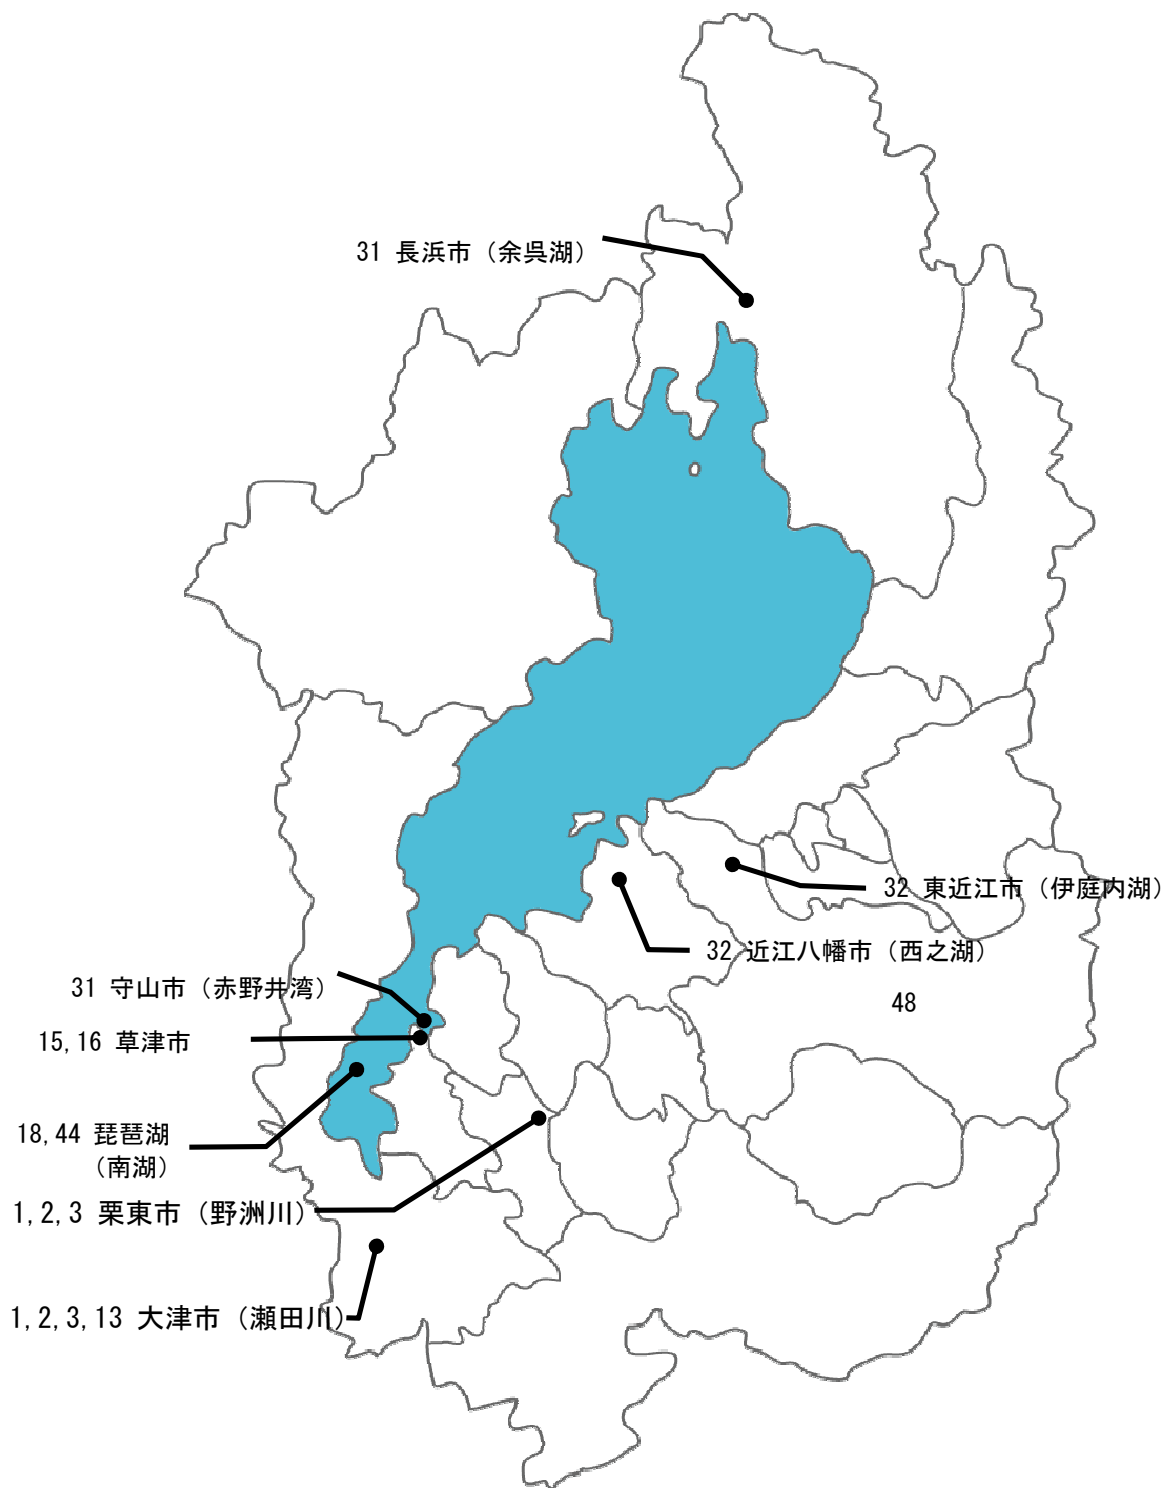 31 長浜市（余呉湖）
32 東近江市（伊庭内湖）
32 近江八幡市（西之湖）
31 守山市（赤野井湾）
48
15,16 草津市
18,44 琵琶湖
（南湖）
1,2,3 栗東市（野洲川）
1,2,3,13 大津市（瀬田川）